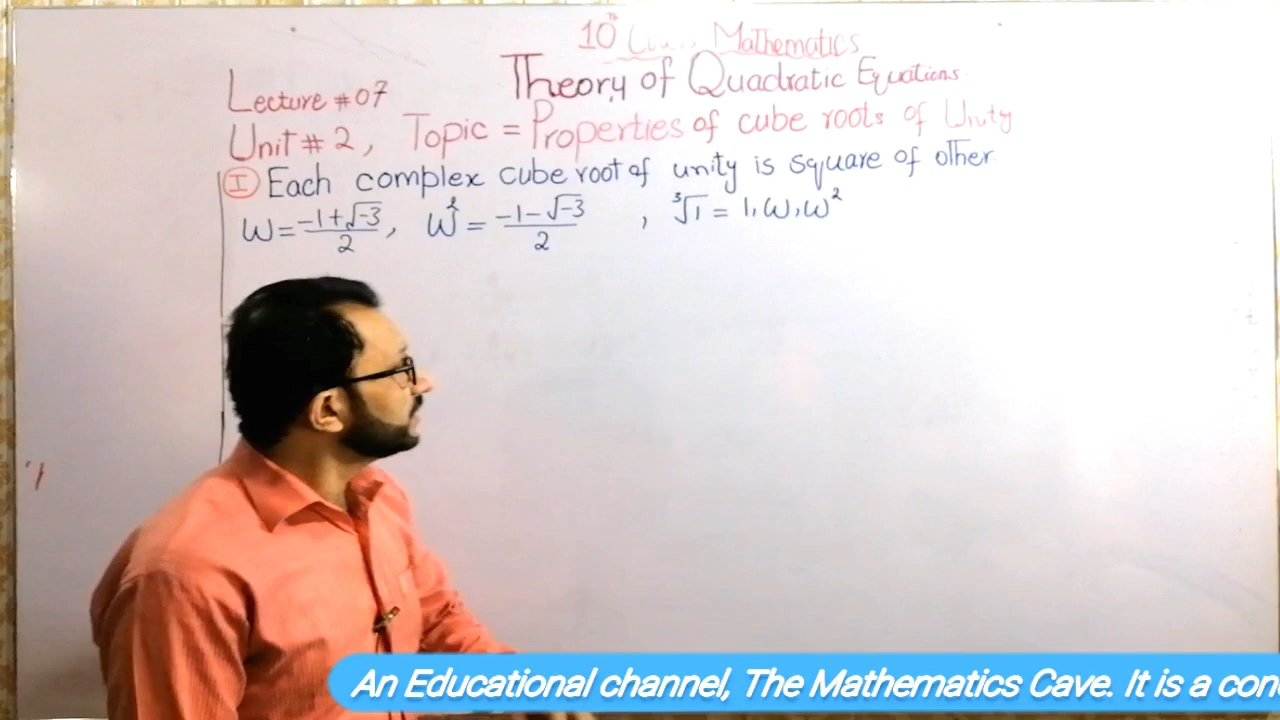 10th Class Mathematics
Theory of Quadratic Equations
Lecture # 07
Unit # 2, Topic = Properties of cube roots of Unity
I Each complex cube root of unity is square of other
ω = (-1+√-3)/2, ω² = (-1-√-3)/2, ³√1 = 1, ω, ω²
An Educational channel, The Mathematics Cave. It is a con